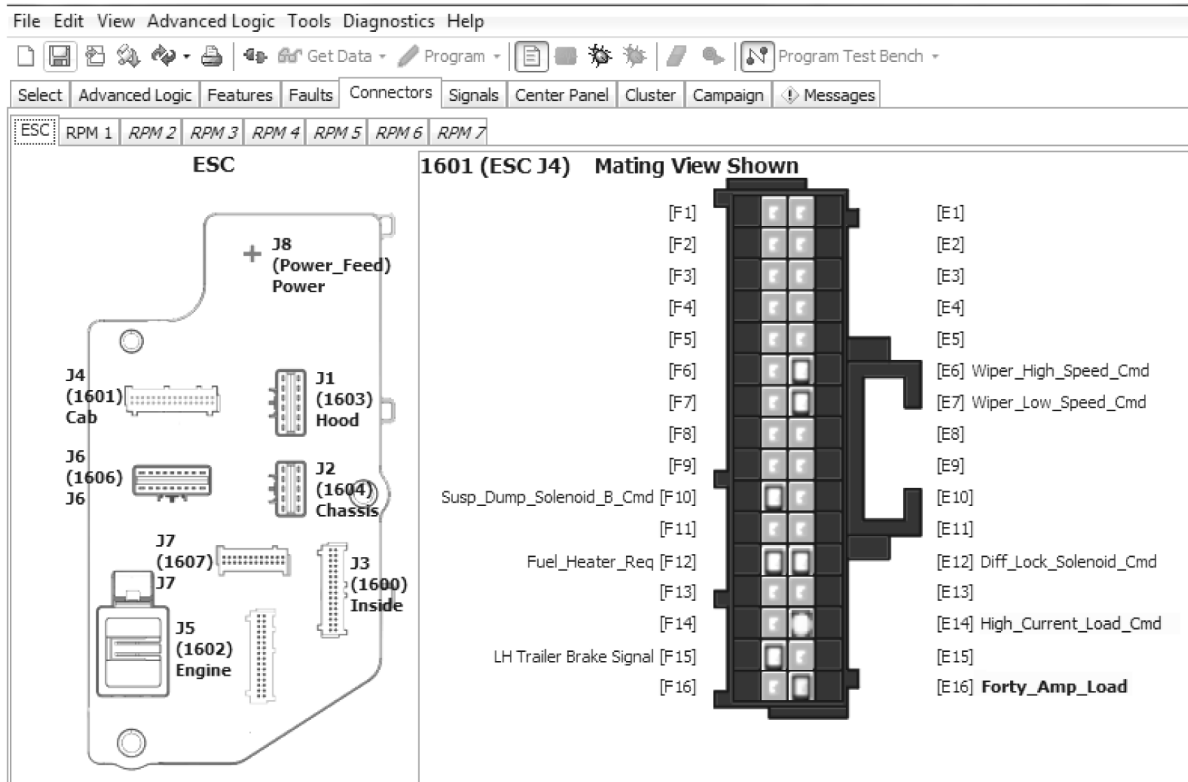 File Edit View Advanced Logic Tools Diagnostics Help
Get Data Program Program Test Bench
Select Advanced Logic Features Faults Connectors Signals Center Panel Cluster Campaign Messages
ESC RPM 1 RPM 2 RPM 3 RPM 4 RPM 5 RPM 6 RPM 7
ESC
J8
(Power_Feed)
Power
J4
(1601)
Cab
J1
(1603)
Hood
J6
(1606)
J6
J2
(1604)
Chassis
J7
(1607)
J7
J3
(1600)
Inside
J5
(1602)
Engine
1601 (ESC J4) Mating View Shown
[F1] [E1]
[F2] [E2]
[F3] [E3]
[F4] [E4]
[F5] [E5]
[F6] [E6] Wiper_High_Speed_Cmd
[F7] [E7] Wiper_Low_Speed_Cmd
[F8] [E8]
[F9] [E9]
Susp_Dump_Solenoid_B_Cmd [F10] [E10]
[F11] [E11]
Fuel_Heater_Req [F12] [E12] Diff_Lock_Solenoid_Cmd
[F13] [E13]
[F14] [E14] High_Current_Load_Cmd
LH Trailer Brake Signal [F15] [E15]
[F16] [E16] Forty_Amp_Load